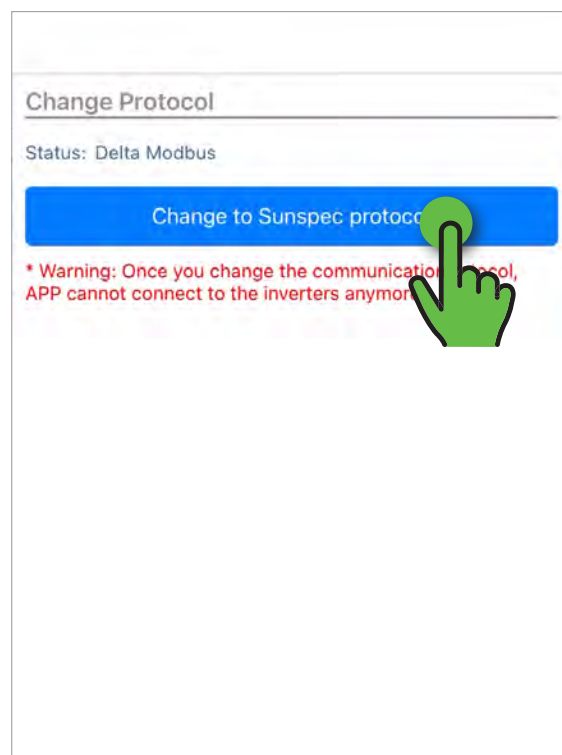 Change Protocol
Status: Delta Modbus
Change to Sunspec
* Warning: Once you change the
APP cannot connect to the inverters